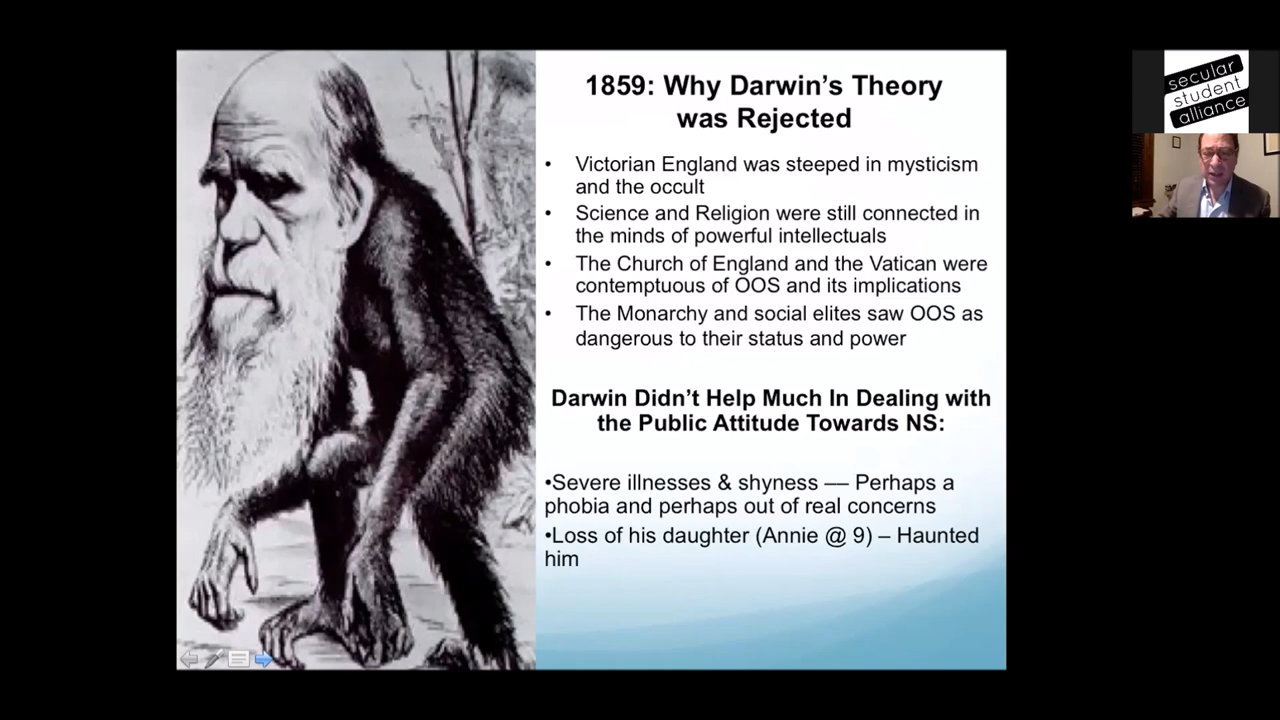 1859: Why Darwin’s Theory
was Rejected
• Victorian England was steeped in mysticism
and the occult
• Science and Religion were still connected in
the minds of powerful intellectuals
• The Church of England and the Vatican were
contemptuous of OOS and its implications
• The Monarchy and social elites saw OOS as
dangerous to their status and power
Darwin Didn’t Help Much In Dealing with
the Public Attitude Towards NS:
•Severe illnesses & shyness –– Perhaps a
phobia and perhaps out of real concerns
•Loss of his daughter (Annie @ 9) – Haunted
him
secular
student
alliance